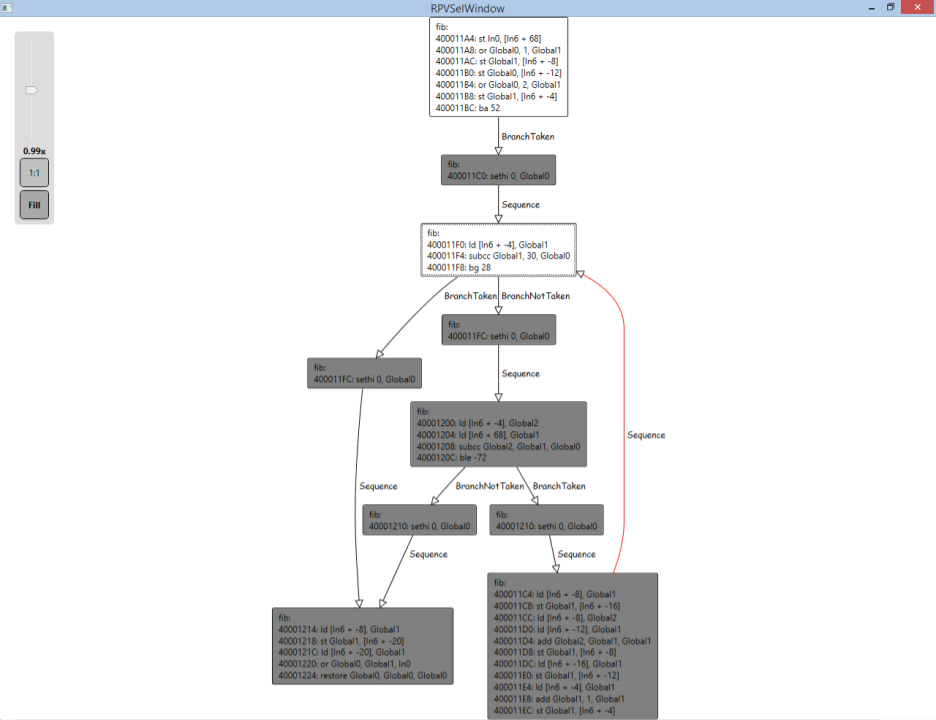 RPVSelWindow
0.99x
1:1
Fill
fib:
400011A4: st In0, [In6 + 68]
400011A8: or Global0, 1, Global1
400011AC: st Global1, [In6 + -8]
400011B0: st Global0, [In6 + -12]
400011B4: or Global0, 2, Global1
400011B8: st Global1, [In6 + -4]
400011BC: ba 52
BranchTaken
fib:
400011C0: sethi 0, Global0
Sequence
fib:
400011F0: ld [In6 + -4], Global1
400011F4: subcc Global1, 30, Global0
400011F8: bg 28
BranchTaken
BranchNotTaken
fib:
400011FC: sethi 0, Global0
fib:
400011FC: sethi 0, Global0
Sequence
fib:
40001200: ld [In6 + -4], Global2
40001204: ld [In6 + 68], Global1
40001208: subcc Global2, Global1, Global0
4000120C: ble -72
Sequence
Sequence
BranchNotTaken
BranchTaken
fib:
40001210: sethi 0, Global0
fib:
40001210: sethi 0, Global0
Sequence
Sequence
fib:
40001214: ld [In6 + -8], Global1
40001218: st Global1, [In6 + -20]
4000121C: ld [In6 + -20], Global1
40001220: or Global0, Global1, In0
40001224: restore Global0, Global0, Global0
fib:
400011C4: ld [In6 + -8], Global1
400011C8: st Global1, [In6 + -16]
400011CC: ld [In6 + -8], Global2
400011D0: ld [In6 + -12], Global1
400011D4: add Global2, Global1, Global1
400011D8: st Global1, [In6 + -8]
400011DC: ld [In6 + -16], Global1
400011E0: st Global1, [In6 + -12]
400011E4: ld [In6 + -4], Global1
400011E8: add Global1, 1, Global1
400011EC: st Global1, [In6 + -4]